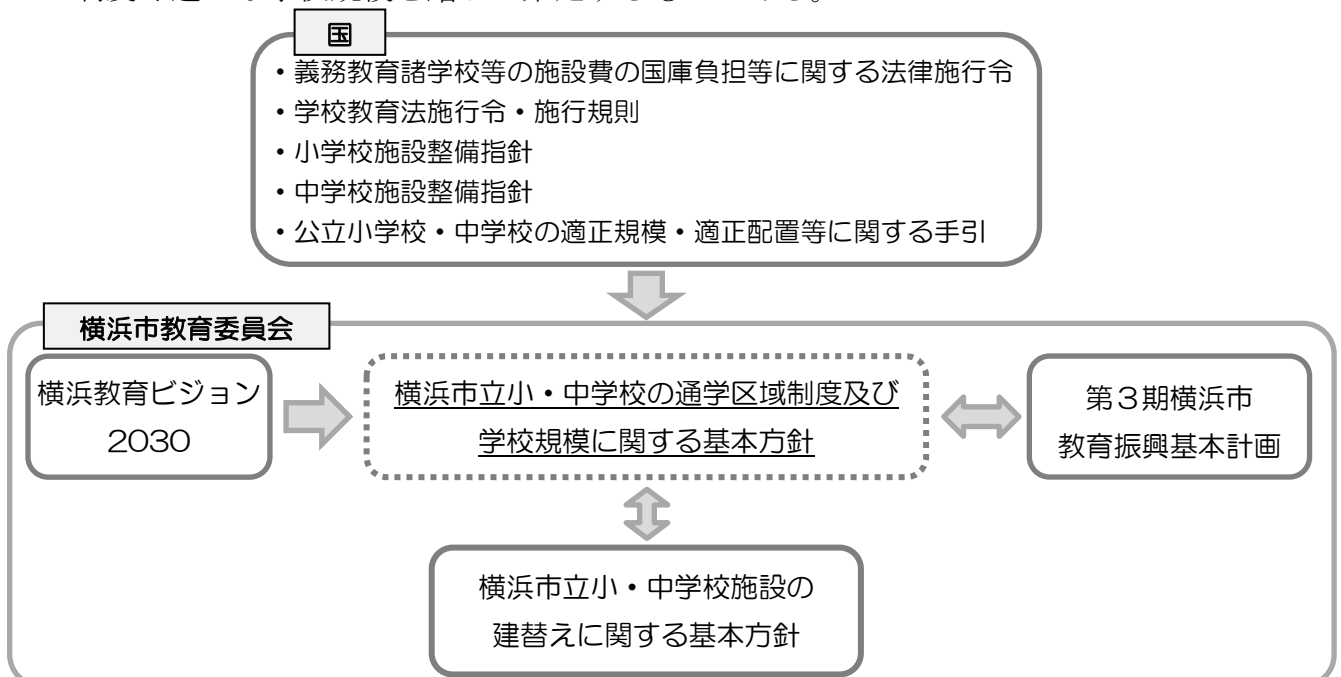 国
・義務教育諸学校等の施設費の国庫負担等に関する法律施行令
・学校教育法施行令・施行規則
・小学校施設整備指針
・中学校施設整備指針
・公立小学校・中学校の適正規模・適正配置等に関する手引
横浜市教育委員会
横浜教育ビジョン
2030
横浜市立小・中学校の通学区域制度及び
学校規模に関する基本方針
第3期横浜市
教育振興基本計画
横浜市立小・中学校施設の
建替えに関する基本方針